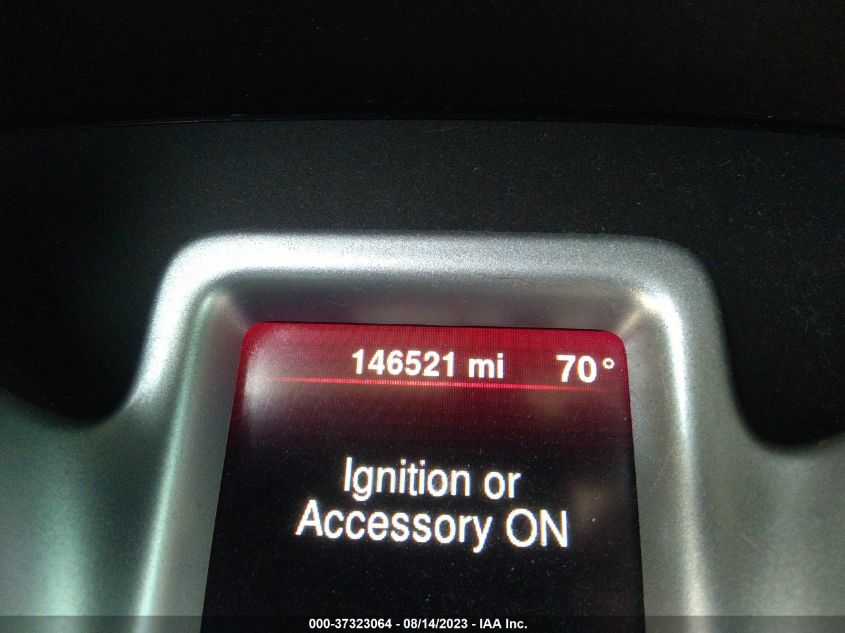 146521 mi 70°
Ignition or
Accessory ON
000-37323064 - 08/14/2023 - IAA Inc.